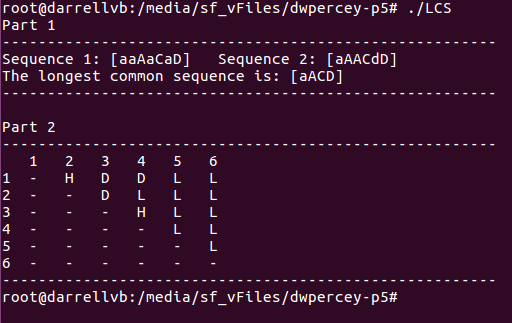 root@darrellvb:/media/sf_vFiles/dwpercey-p5# ./LCS
Part 1
-------------------------------------------------------
Sequence 1: [aaAaCaD]   Sequence 2: [aAACdD]
The longest common sequence is: [aACD]
-------------------------------------------------------
Part 2
-------------------------------------------------------
   1   2   3   4   5   6
1  -   H   D   D   L   L
2  -   -   D   L   L   L
3  -   -   -   H   L   L
4  -   -   -   -   L   L
5  -   -   -   -   -   L
6  -   -   -   -   -   -
-------------------------------------------------------
root@darrellvb:/media/sf_vFiles/dwpercey-p5#